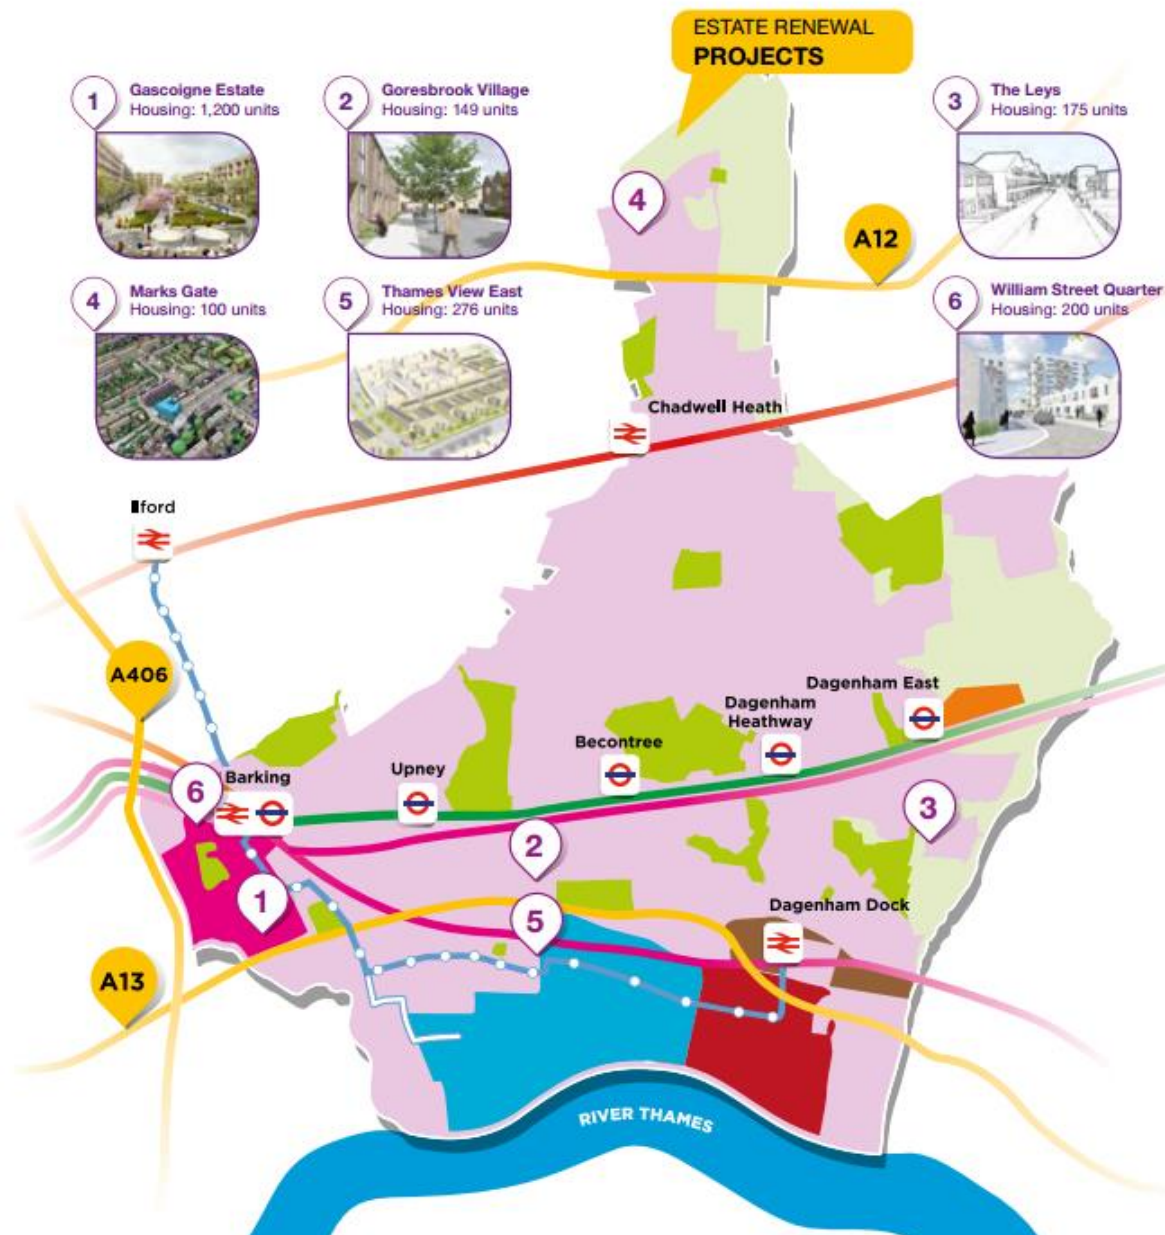 ESTATE RENEWAL
PROJECTS
1
Gascoigne Estate
Housing: 1,200 units
2
Goresbrook Village
Housing: 149 units
3
The Leys
Housing: 175 units
4
Marks Gate
Housing: 100 units
5
Thames View East
Housing: 276 units
6
William Street Quarter
Housing: 200 units
4
A12
Chadwell Heath
Ilford
A406
Dagenham East
Dagenham
Heathway
Becontree
Upney
Barking
6
3
2
1
5
Dagenham Dock
A13
RIVER THAMES